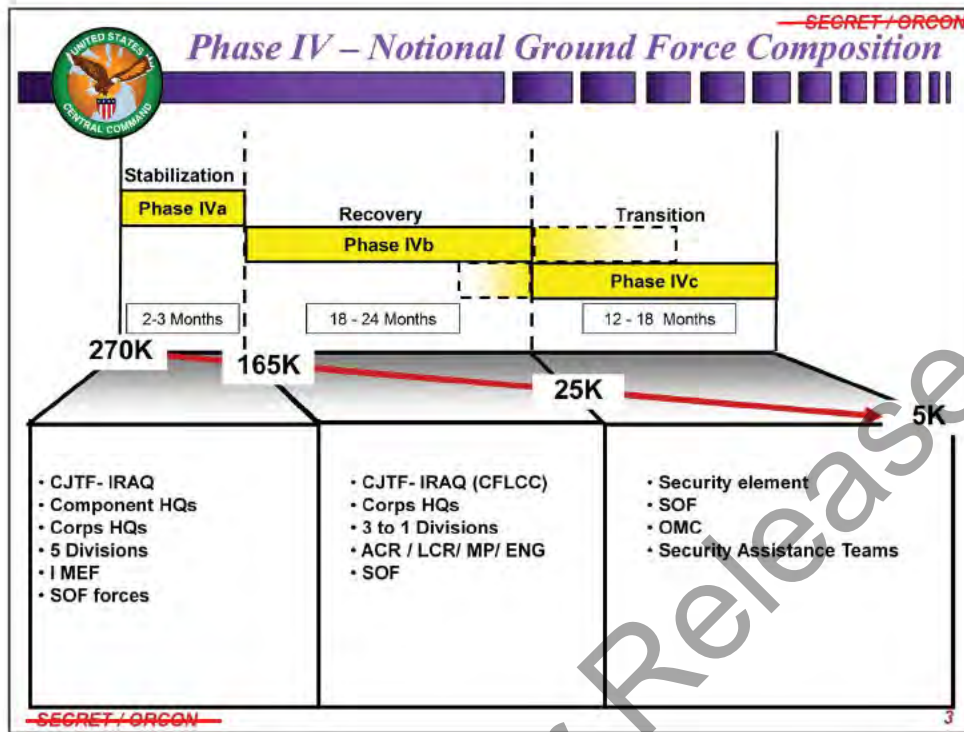 SECRET / ORCON
UNITED STATES
CENTRAL COMMAND
Phase IV – Notional Ground Force Composition
Stabilization
Phase IVa
Recovery
Transition
Phase IVb
Phase IVc
2-3 Months
18 - 24 Months
12 - 18 Months
270K
165K
25K
5K
• CJTF- IRAQ
• Component HQs
• Corps HQs
• 5 Divisions
• I MEF
• SOF forces
• CJTF- IRAQ (CFLCC)
• Corps HQs
• 3 to 1 Divisions
• ACR / LCR/ MP/ ENG
• SOF
• Security element
• SOF
• OMC
• Security Assistance Teams
Release
SECRET / ORCON
3